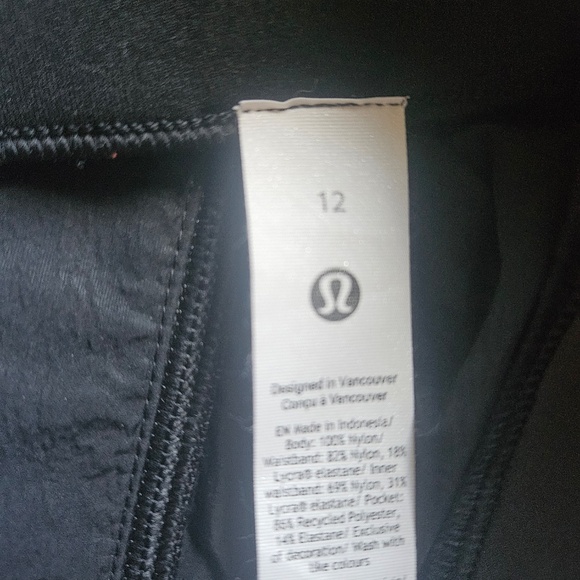 12
Designed in Vancouver
Conçu à Vancouver
EN Made in Indonesia/
Body: 100% Nylon/
Waistband: 82% Nylon, 18%
Lycra® elastane/ Inner
waistband: 69% Nylon, 31%
Lycra® elastane/ Pocket:
86% Recycled Polyester,
14% Elastane/ Exclusive
of decoration/ Wash with
like colours